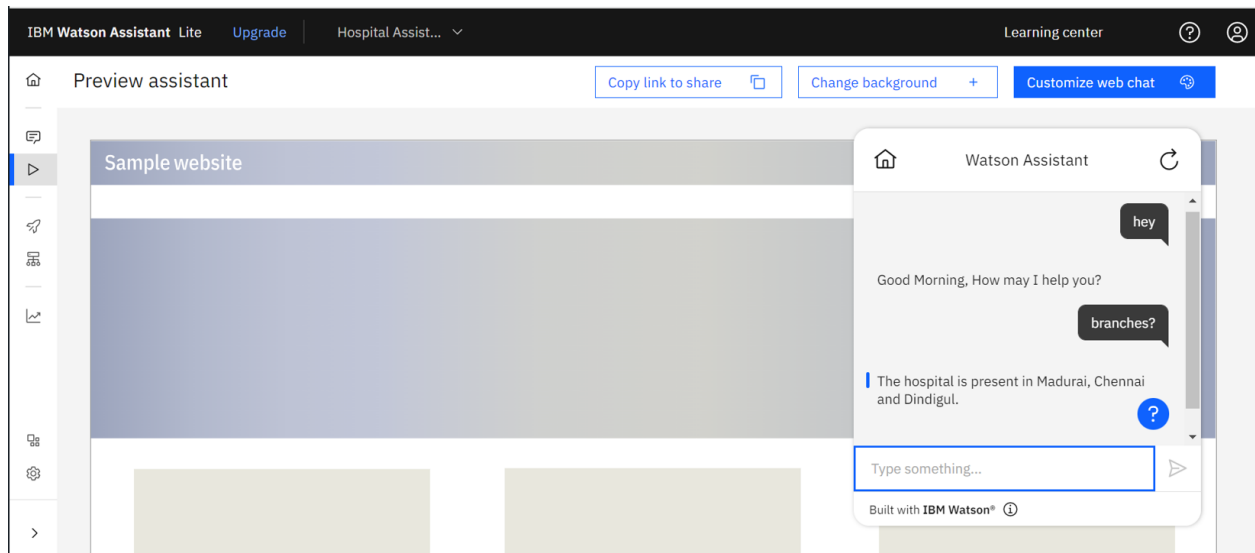 IBM Watson Assistant Lite Upgrade Hospital Assist... Learning center
Preview assistant Copy link to share Change background + Customize web chat
Sample website
Watson Assistant
hey
Good Morning, How may I help you?
branches?
The hospital is present in Madurai, Chennai
and Dindigul.
?
Type something...
Built with IBM Watson®